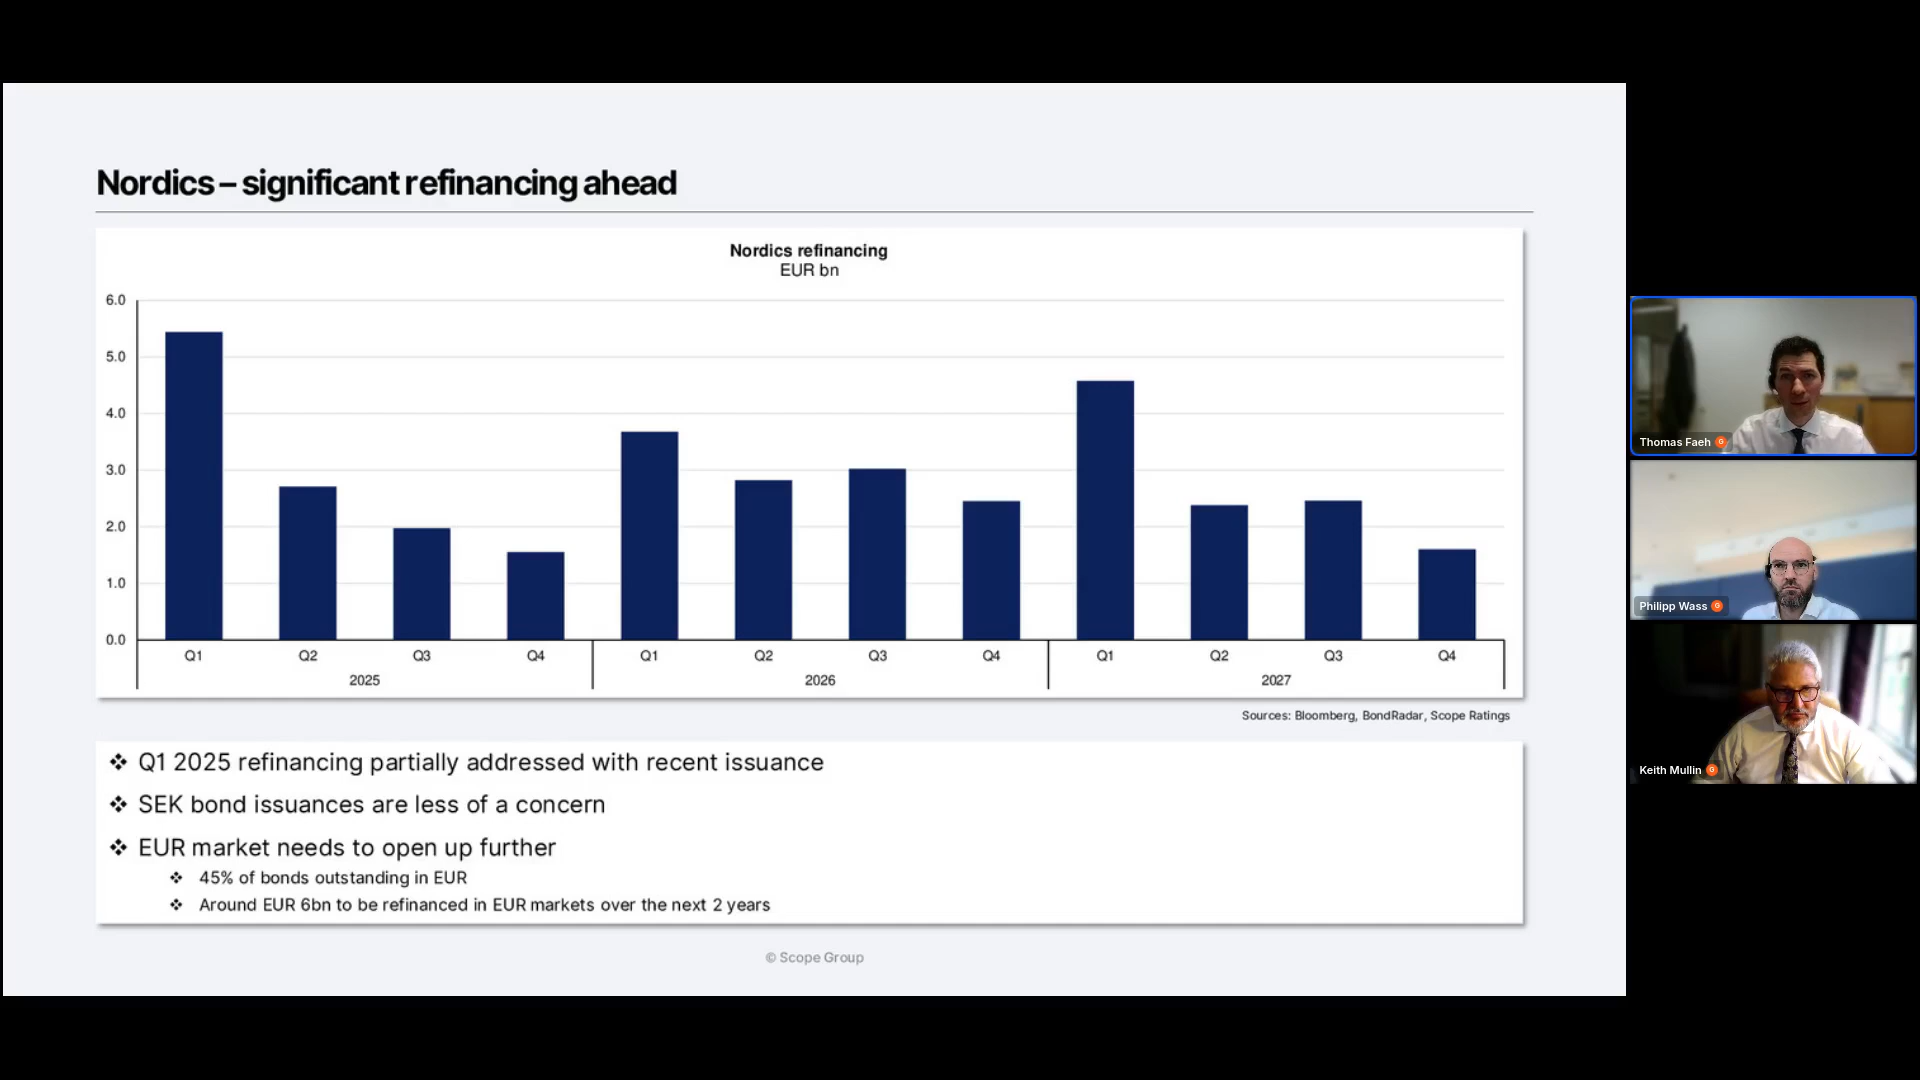 Nordics – significant refinancing ahead
Nordics refinancing
EUR bn
6.0
5.0
4.0
3.0
2.0
1.0
0.0
Q1 Q2 Q3 Q4 Q1 Q2 Q3 Q4 Q1 Q2 Q3 Q4
2025 2026 2027
Sources: Bloomberg, BondRadar, Scope Ratings
❖ Q1 2025 refinancing partially addressed with recent issuance
❖ SEK bond issuances are less of a concern
❖ EUR market needs to open up further
❖ 45% of bonds outstanding in EUR
❖ Around EUR 6bn to be refinanced in EUR markets over the next 2 years
© Scope Group
Thomas Faeh G
Philipp Wass G
Keith Mullin G